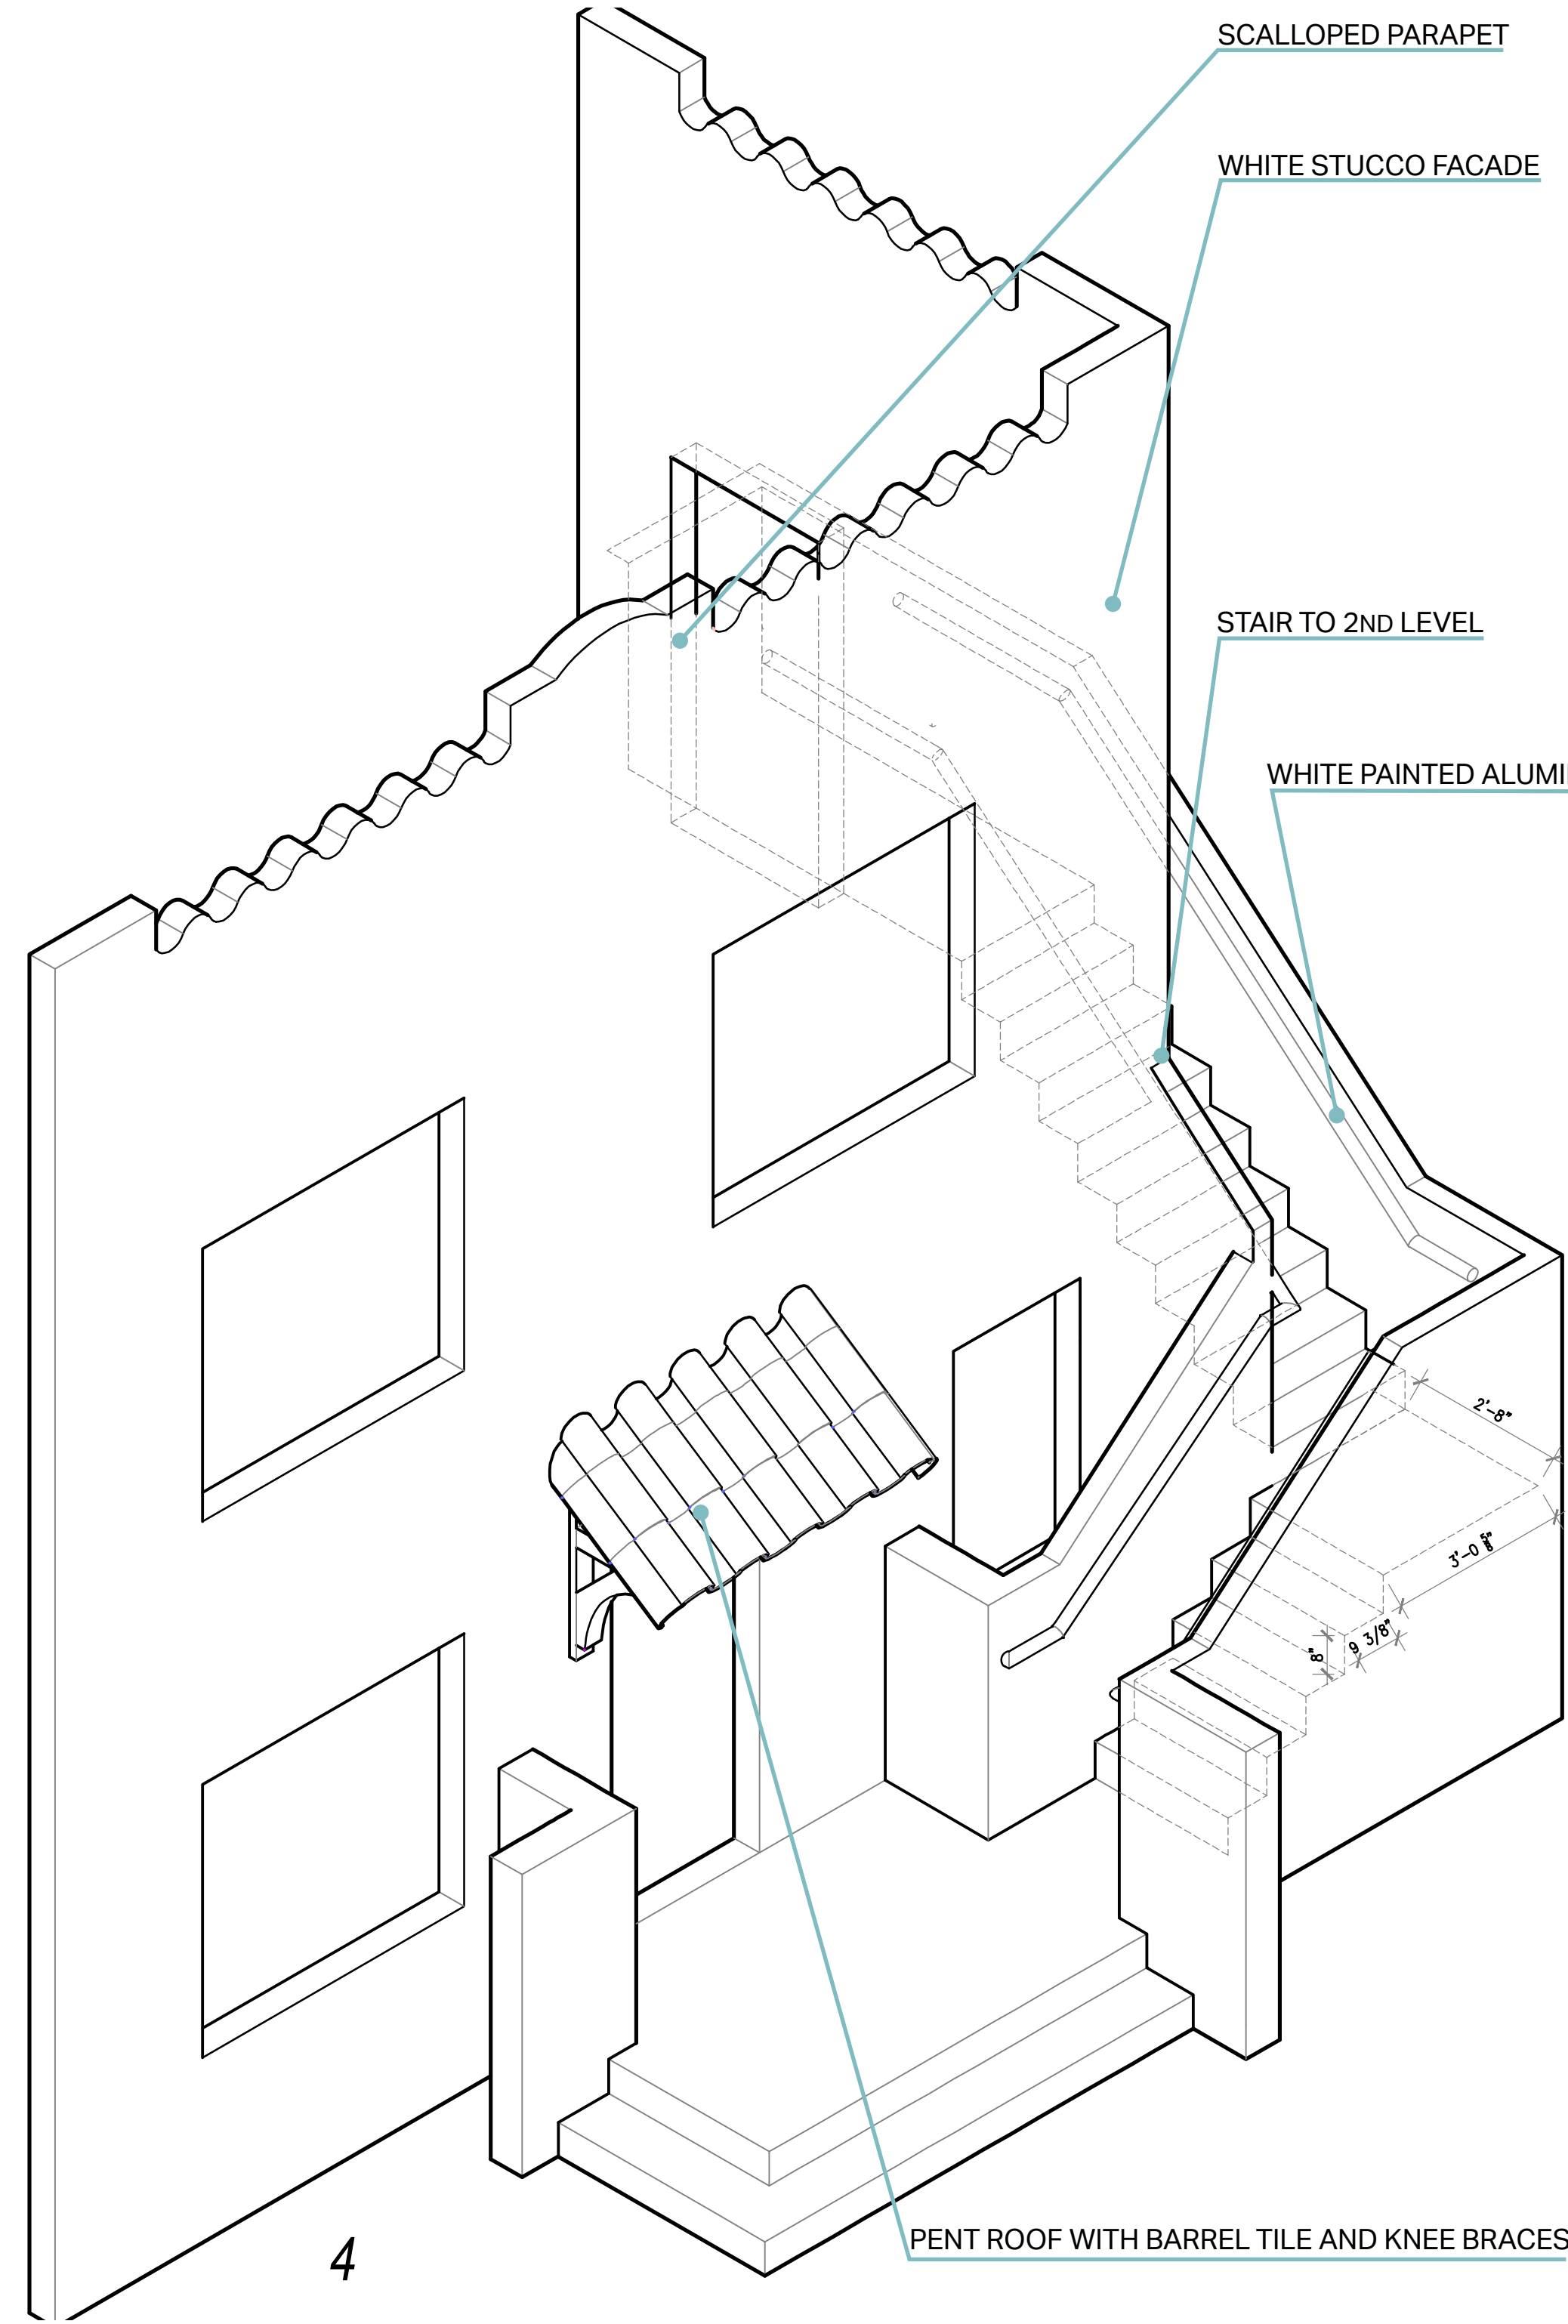 SCALLOPED PARAPET
WHITE STUCCO FACADE
STAIR TO 2ND LEVEL
WHITE PAINTED ALUMI
2'-8"
3'-0 5/8"
9 3/8"
8"
PENT ROOF WITH BARREL TILE AND KNEE BRACES
4